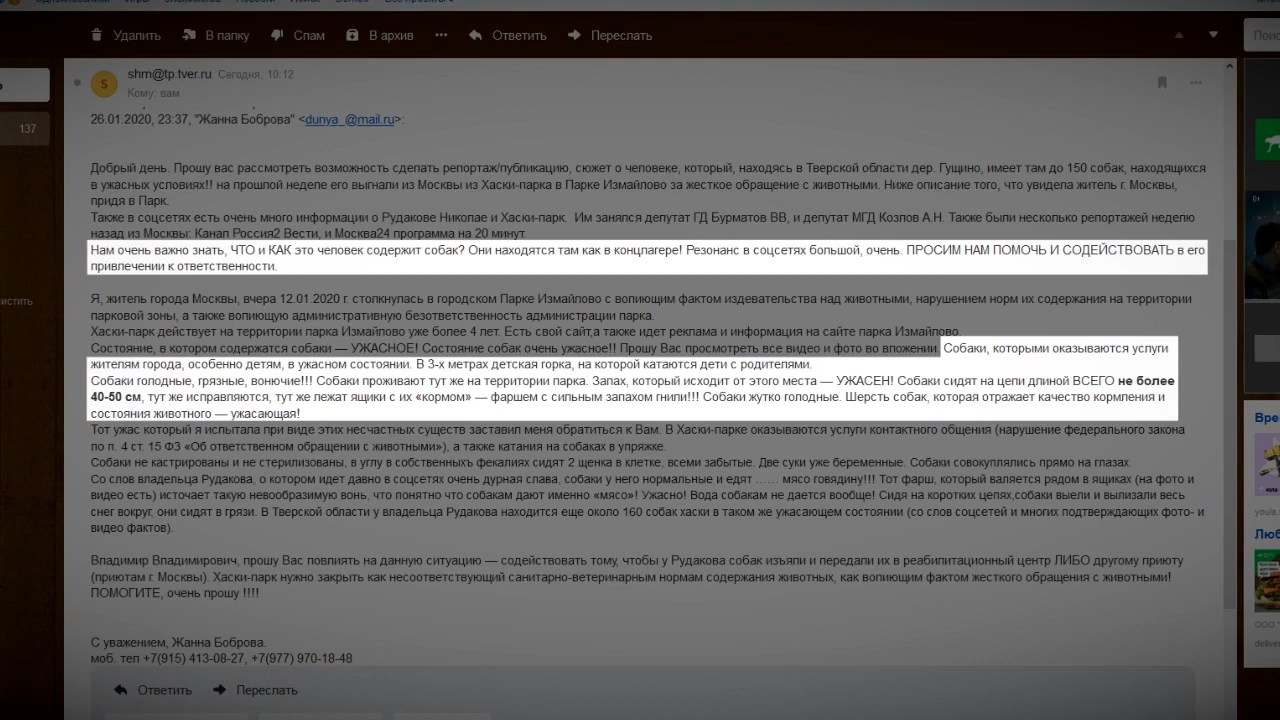 Удалить В папку Спам В архив Ответить Переслать
Поис
shm@tp.tver.ru Сегодня, 10:12
S
Кому: вам
137
26.01.2020, 23:37, "Жанна Боброва" <dunya_@mail.ru>:
Добрый день. Прошу вас рассмотреть возможность сделать репортаж/публикацию, сюжет о человеке, который, находясь в Тверской области дер. Гущино, имеет там до 150 собак, находящихся
в ужасных условиях!! на прошлой неделе его выгнали из Москвы из Хаски-парка в Парке Измайлово за жесткое обращение с животными. Ниже описание того, что увидела житель г. Москвы,
придя в Парк.
Также в соцсетях есть очень много информации о Рудакове Николае и Хаски-парк. Им занялся депутат ГД Бурматов ВВ, и депутат МГД Козлов А.Н. Также были несколько репортажей неделю
назад из Москвы: Канал Россия2 Вести, и Москва24 программа на 20 минут.
Нам очень важно знать, ЧТО и КАК это человек содержит собак? Они находятся там как в концлагере! Резонанс в соцсетях большой, очень. ПРОСИМ НАМ ПОМОЧЬ И СОДЕЙСТВОВАТЬ в его
привлечении к ответственности.
Я, житель города Москвы, вчера 12.01.2020 г. столкнулась в городском Парке Измайлово с вопиющим фактом издевательства над животными, нарушением норм их содержания на территории
парковой зоны, а также вопиющую административную безответственность администрации парка.
Хаски-парк действует на территории парка Измайлово уже более 4 лет. Есть свой сайт,а также идет реклама и информация на сайте парка Измайлово.
Состояние, в котором содержатся собаки — УЖАСНОЕ! Состояние собак очень ужасное!! Прошу Вас просмотреть все видео и фото во вложении. Собаки, которыми оказываются услуги
жителям города, особенно детям, в ужасном состоянии. В 3-х метрах детская горка, на которой катаются дети с родителями.
Собаки голодные, грязные, вонючие!!! Собаки проживают тут же на территории парка. Запах, который исходит от этого места — УЖАСЕН! Собаки сидят на цепи длиной ВСЕГО не более
40-50 см, тут же исправляются, тут же лежат ящики с их «кормом» — фаршем с сильным запахом гнили!!! Собаки жутко голодные. Шерсть собак, которая отражает качество кормления и
состояния животного — ужасающая!
Тот ужас который я испытала при виде этих несчастных существ заставил меня обратиться к Вам. В Хаски-парке оказываются услуги контактного общения (нарушение федерального закона
по п. 4 ст. 15 ФЗ «Об ответственном обращении с животными»), а также катания на собаках в упряжке.
Собаки не кастрированы и не стерилизованы, в углу в собственныхъ фекалиях сидят 2 щенка в клетке, всеми забытые. Две суки уже беременные. Собаки совокуплялись прямо на глазах.
Со слов владельца Рудакова, о котором идет давно в соцсетях очень дурная слава, собаки у него нормальные и едят …… мясо говядину!!! Тот фарш, который валяется рядом в ящиках (на фото и
видео есть) источает такую невообразимую вонь, что понятно что собакам дают именно «мясо»! Ужасно! Вода собакам не дается вообще! Сидя на коротких цепях,собаки выели и вылизали весь
снег вокруг, они сидят в грязи. В Тверской области у владельца Рудакова находится еще около 160 собак хаски в таком же ужасающем состоянии (со слов соцсетей и многих подтверждающих фото- и
видео фактов).
Владимир Владимирович, прошу Вас повлиять на данную ситуацию — содействовать тому, чтобы у Рудакова собак изъяли и передали их в реабилитационный центр ЛИБО другому приюту
(приютам г. Москвы). Хаски-парк нужно закрыть как несоответствующий санитарно-ветеринарным нормам содержания животных, как вопиющим фактом жесткого обращения с животными!
ПОМОГИТЕ, очень прошу !!!!
С уважением, Жанна Боброва.
моб. тел +7(915) 413-08-27, +7(977) 970-18-48
Ответить Переслать
истить
Вре
youla.
Люб
ООО
deliver